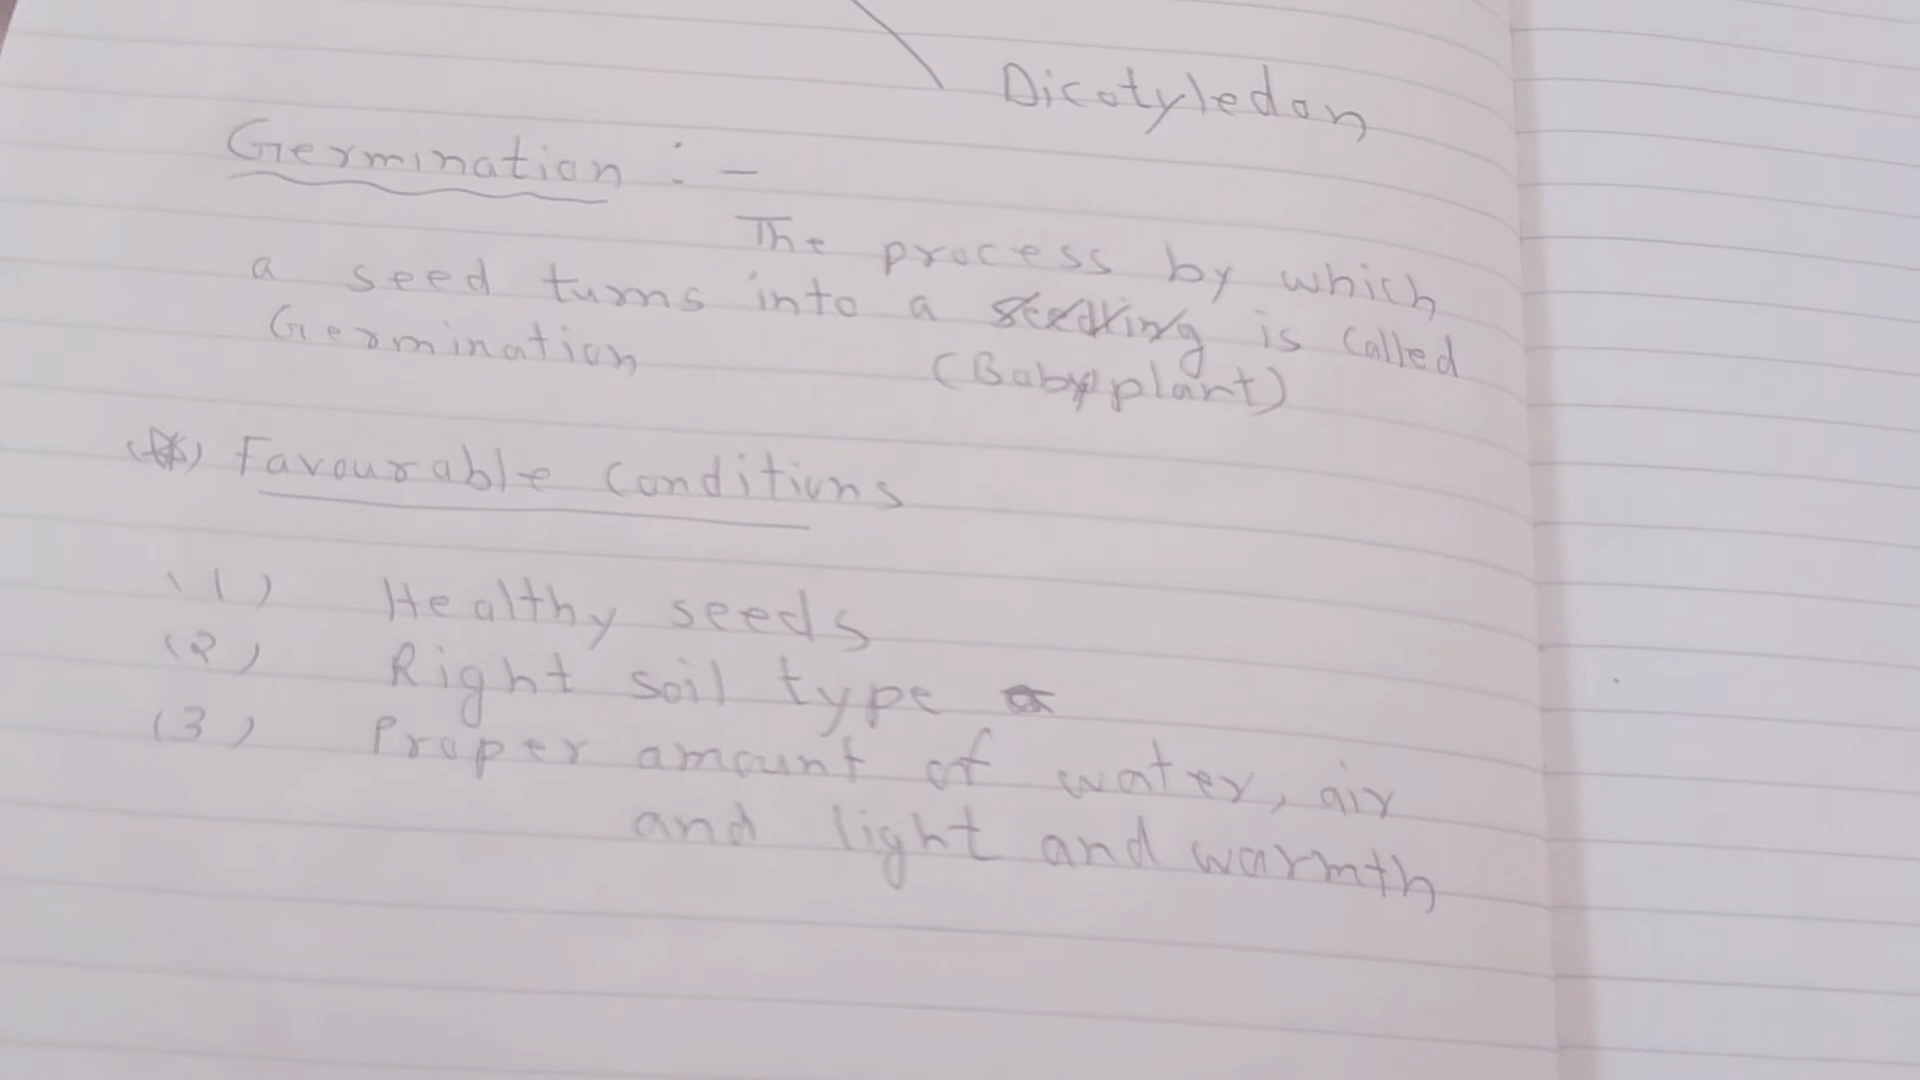 Dicotyledon
Germination :-
The process by which
a seed turns into a seedling is called
Germination (Baby plant)
(*) Favourable Conditions
(1) Healthy seeds
(2) Right soil type
(3) Proper amount of water, air
and light and warmth